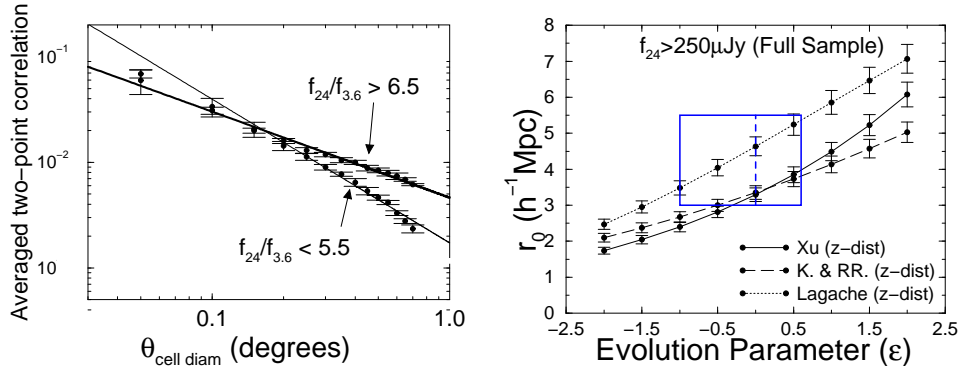 Averaged two-point correlation
10⁻¹
10⁻²
10
0.1
1.0
θcell diam (degrees)
f24/f3.6 > 6.5
f24/f3.6 < 5.5
r0 (h⁻¹Mpc)
8
7
6
5
4
3
2
1
0
f24>250μJy (Full Sample)
Xu (z-dist)
K. & RR. (z-dist)
Lagache (z-dist)
−2.5 −1.5 −0.5 0.5 1.5 2.5
Evolution Parameter (ε)